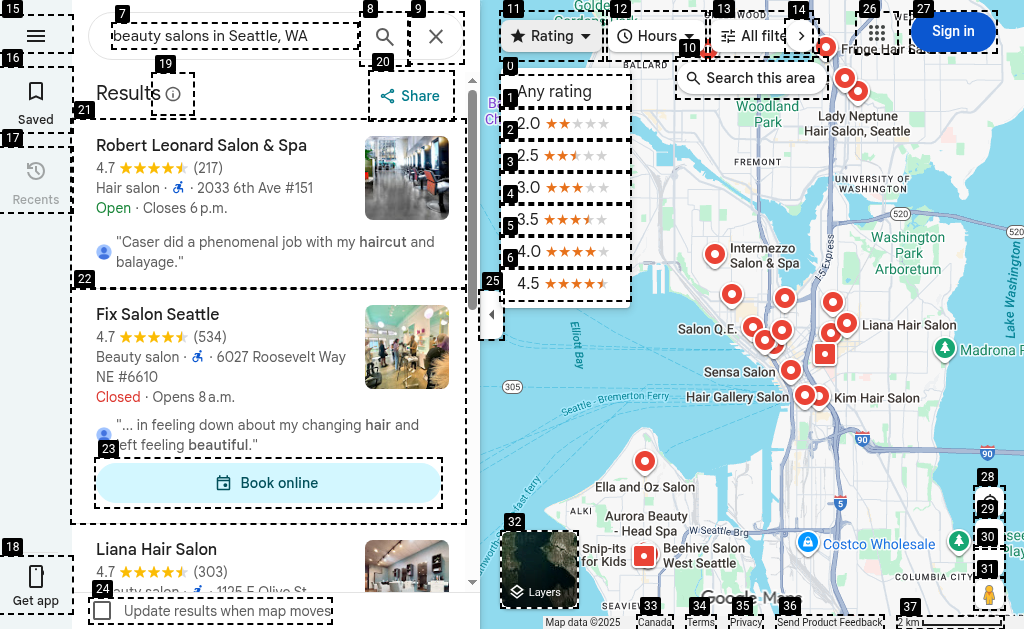 15
7
beauty salons in Seattle, WA
8
9
16
Saved
17
Recents
18
Get app
19
Results
20
Share
21
Robert Leonard Salon & Spa
4.7 (217)
Hair salon · · 2033 6th Ave #151
Open · Closes 6 p.m.
"Caser did a phenomenal job with my haircut and
balayage."
22
Fix Salon Seattle
4.7 (534)
Beauty salon · · 6027 Roosevelt Way
NE #6610
Closed · Opens 8 a.m.
"... in feeling down about my changing hair and
left feeling beautiful."
23
Book online
Liana Hair Salon
4.7 (303)
Beauty salon · · 1125 E Olive St
24
Update results when map moves
11
Rating
12
Hours
13
All filte
14
26
27
Sign in
10
Search this area
0
Any rating
1
2.0
2
2.5
3
3.0
4
3.5
5
4.0
6
4.5
25
BALLARD
Fringe Hair Sa
Lady Neptune
Hair Salon, Seattle
Woodland
Park
FREMONT
UNIVERSITY OF
WASHINGTON
520
520
Washington
Park
Arboretum
Lake Washington
Intermezzo
Salon & Spa
I-5 Express
Salon Q.E.
Liana Hair Salon
Madrona P
Elliott Bay
Sensa Salon
305
Seattle - Bremerton Ferry
Hair Gallery Salon
Kim Hair Salon
90
90
Ella and Oz Salon
ALKI
Aurora Beauty
- Head Spa
5
W Seattle Brg
Snip-its
for Kids
Beehive Salon
West Seattle
Costco Wholesale
COLUMBIA CITY
SEAVIEW
28
29
30
31
32
Layers
Google Maps
33
34
35
36
37
Map data ©2025
Canada
Terms
Privacy
Send Product Feedback
2 km